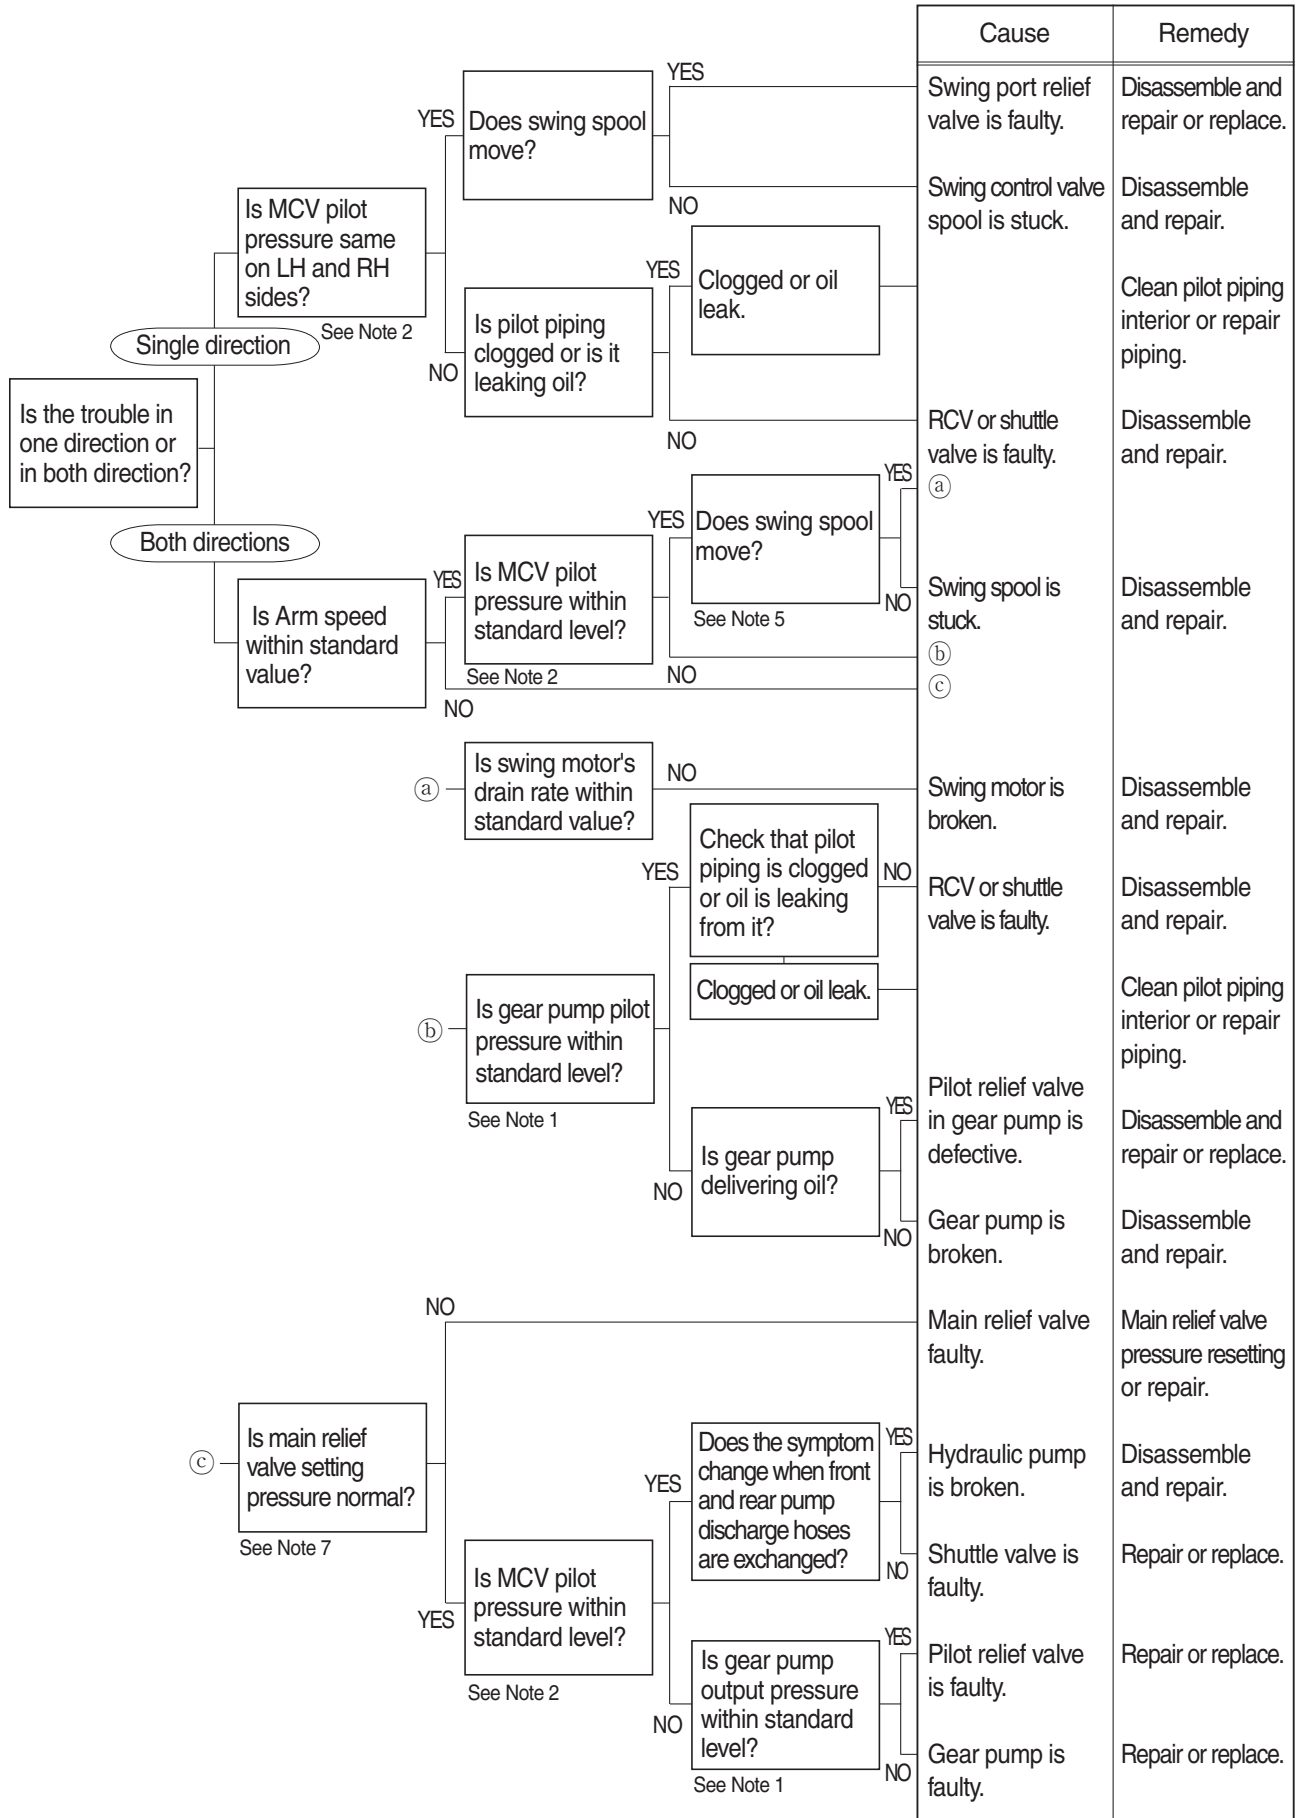 Cause
Remedy
YES
YES
Does swing spool
move?
Swing port relief
valve is faulty.
Disassemble and
repair or replace.
NO
Swing control valve
spool is stuck.
Disassemble
and repair.
Is MCV pilot
pressure same
on LH and RH
sides?
See Note 2
Single direction
NO
Is pilot piping
clogged or is it
leaking oil?
YES
Clogged or oil
leak.
Clean pilot piping
interior or repair
piping.
NO
RCV or shuttle
valve is faulty.
Disassemble
and repair.
Is the trouble in
one direction or
in both direction?
Both directions
Is Arm speed
within standard
value?
YES
Is MCV pilot
pressure within
standard level?
See Note 2
YES
Does swing spool
move?
See Note 5
YES
ⓐ
NO
Swing spool is
stuck.
Disassemble
and repair.
NO
ⓑ
NO
ⓒ
ⓐ
Is swing motor's
drain rate within
standard value?
NO
Swing motor is
broken.
Disassemble
and repair.
ⓑ
Is gear pump pilot
pressure within
standard level?
See Note 1
YES
Check that pilot
piping is clogged
or oil is leaking
from it?
NO
RCV or shuttle
valve is faulty.
Disassemble
and repair.
Clogged or oil leak.
Clean pilot piping
interior or repair
piping.
NO
Is gear pump
delivering oil?
YES
Pilot relief valve
in gear pump is
defective.
Disassemble and
repair or replace.
NO
Gear pump is
broken.
Disassemble
and repair.
ⓒ
Is main relief
valve setting
pressure normal?
See Note 7
NO
Main relief valve
faulty.
Main relief valve
pressure resetting
or repair.
YES
Is MCV pilot
pressure within
standard level?
See Note 2
YES
Does the symptom
change when front
and rear pump
discharge hoses
are exchanged?
YES
Hydraulic pump
is broken.
Disassemble
and repair.
NO
Shuttle valve is
faulty.
Repair or replace.
NO
Is gear pump
output pressure
within standard
level?
See Note 1
YES
Pilot relief valve
is faulty.
Repair or replace.
NO
Gear pump is
faulty.
Repair or replace.